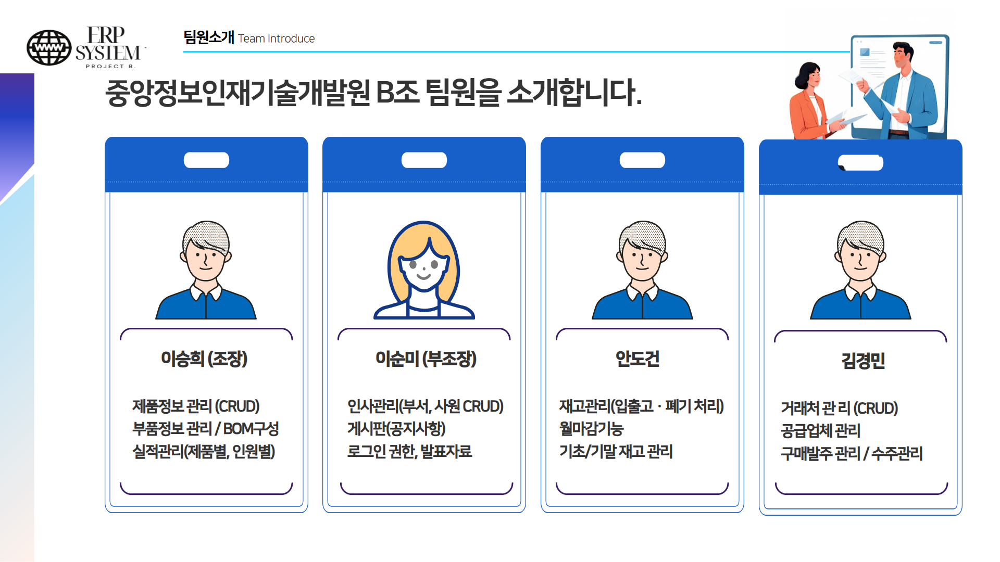 WWW
ERP
SYSTEM
PROJECT B.
팀원소개 Team Introduce
중앙정보인재기술개발원 B조 팀원을 소개합니다.
이승희 (조장)
제품정보 관리 (CRUD)
부품정보 관리 / BOM구성
실적관리(제품별, 인원별)
이순미 (부조장)
인사관리(부서, 사원 CRUD)
게시판(공지사항)
로그인 권한, 발표자료
안도건
재고관리(입출고 · 폐기 처리)
월마감기능
기초/기말 재고 관리
김경민
거래처 관 리 (CRUD)
공급업체 관리
구매발주 관리 / 수주관리